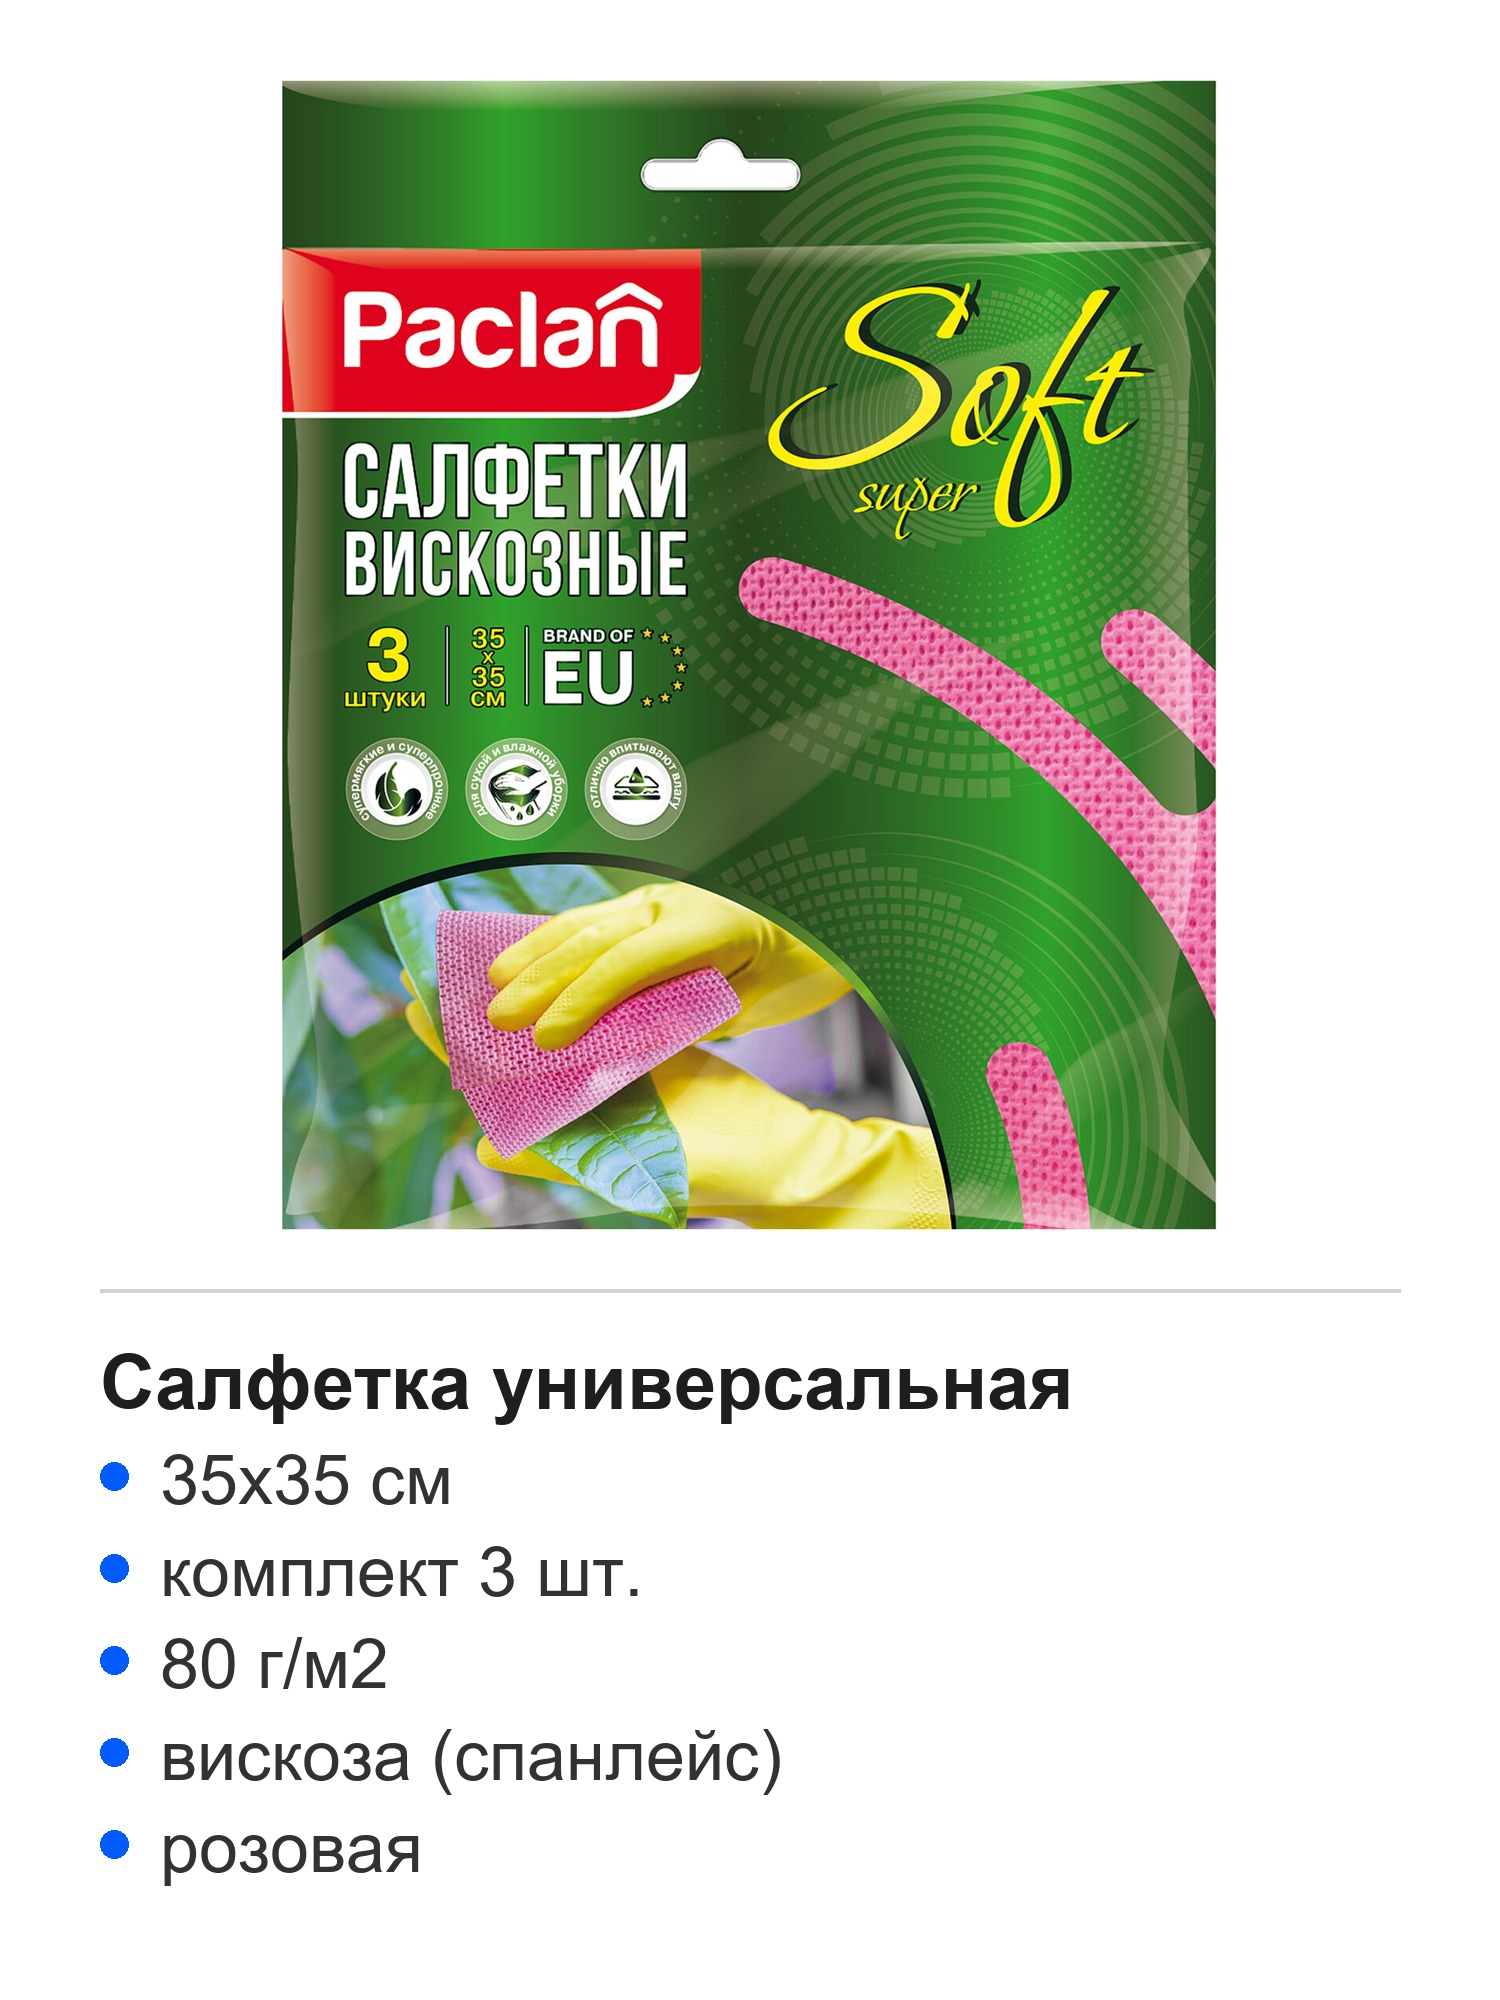 Paclan
Soft
super
САЛФЕТКИ
ВИСКОЗНЫЕ
3
штуки
35
x
35
см
BRAND OF
EU
супермягкие и суперпрочные
для сухой и влажной уборки
отлично впитывают влагу
Салфетка универсальная
35x35 см
комплект 3 шт.
80 г/м2
вискоза (спанлейс)
розовая